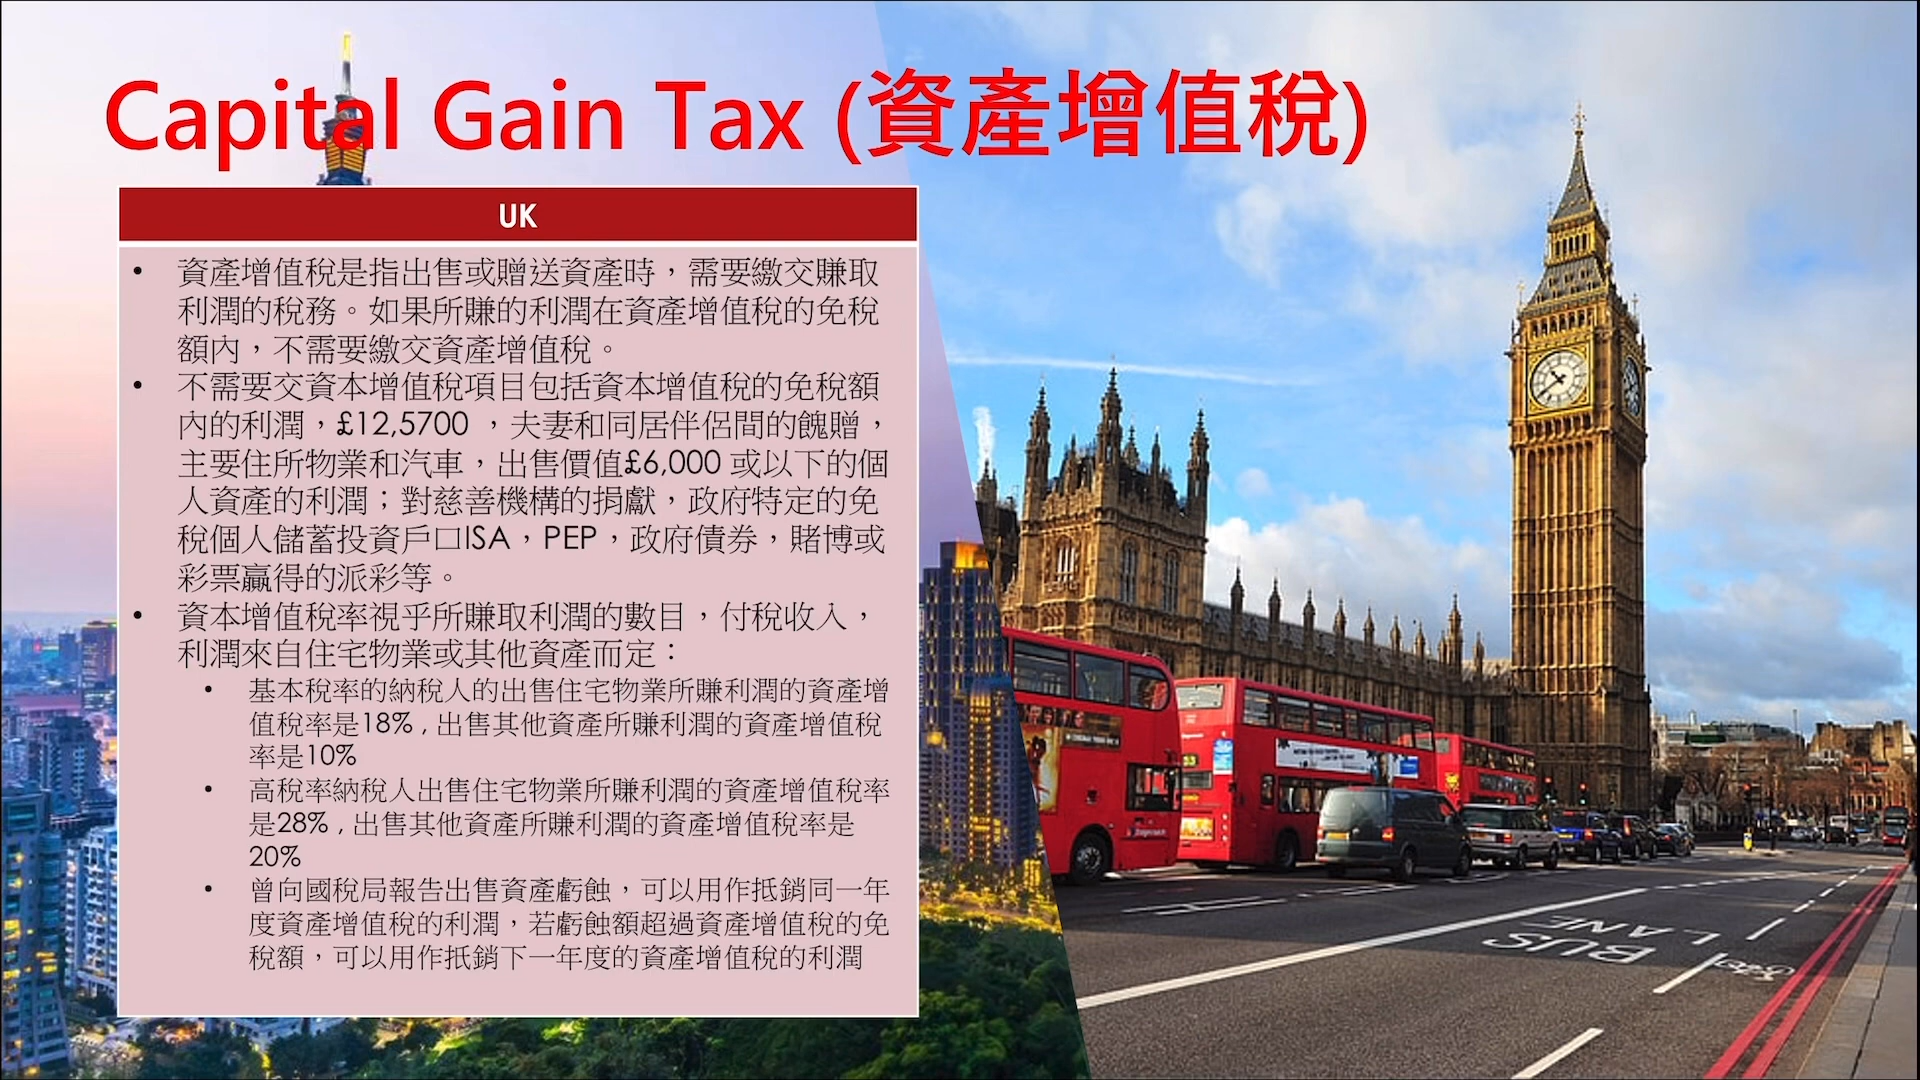 Capital Gain Tax (資產增值稅)
UK
• 資產增值稅是指出售或贈送資產時，需要繳交賺取
利潤的稅務。如果所賺的利潤在資產增值稅的免稅
額內，不需要繳交資產增值稅。
• 不需要交資本增值稅項目包括資本增值稅的免稅額
內的利潤，£12,5700 ，夫妻和同居伴侶間的餽贈，
主要住所物業和汽車，出售價值£6,000 或以下的個
人資產的利潤；對慈善機構的捐獻，政府特定的免
稅個人儲蓄投資戶口ISA，PEP，政府債券，賭博或
彩票贏得的派彩等。
• 資本增值稅率視乎所賺取利潤的數目，付稅收入，
利潤來自住宅物業或其他資產而定：
• 基本稅率的納稅人的出售住宅物業所賺利潤的資產增
值稅率是18% , 出售其他資產所賺利潤的資產增值稅
率是10%
• 高稅率納稅人出售住宅物業所賺利潤的資產增值稅率
是28% , 出售其他資產所賺利潤的資產增值稅率是
20%
• 曾向國稅局報告出售資產虧蝕，可以用作抵銷同一年
度資產增值稅的利潤，若虧蝕額超過資產增值稅的免
稅額，可以用作抵銷下一年度的資產增值稅的利潤
BUS
LANE